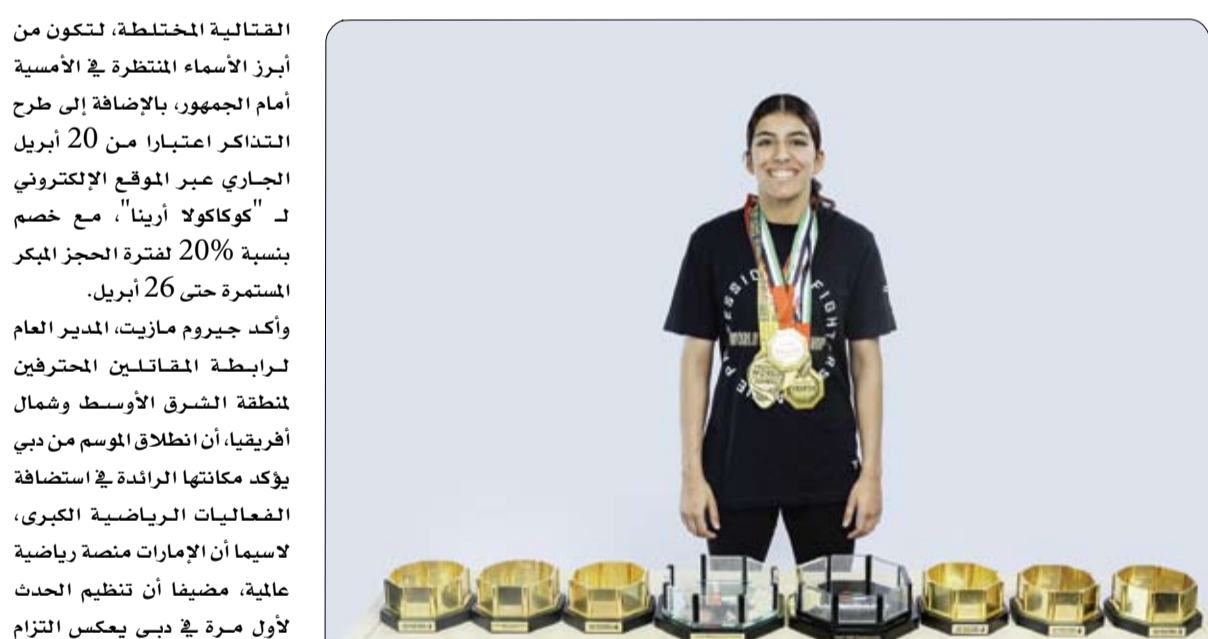 القتالية المختلطة، لتكون من
أبرز الأسماء المنتظرة في الأمسية
أمام الجمهور، بالإضافة إلى طرح
التذاكر اعتبارا من 20 أبريل
الجاري عبر الموقع الإلكتروني
لـ "كوكاكولا أرينا"، مع خصم
بنسبة 20% لفترة الحجز المبكر
المستمرة حتى 26 أبريل.
وأكد جيروم مازيت، المدير العام
لرابطة المقاتلين المحترفين
لمنطقة الشرق الأوسط وشمال
أفريقيا، أن انطلاق الموسم من دبي
يؤكد مكانتها الرائدة في استضافة
الفعاليات الرياضية الكبرى،
لاسيما أن الإمارات منصة رياضية
عالمية، مضيفا أن تنظيم الحدث
لأول مرة في دبي يعكس التزام